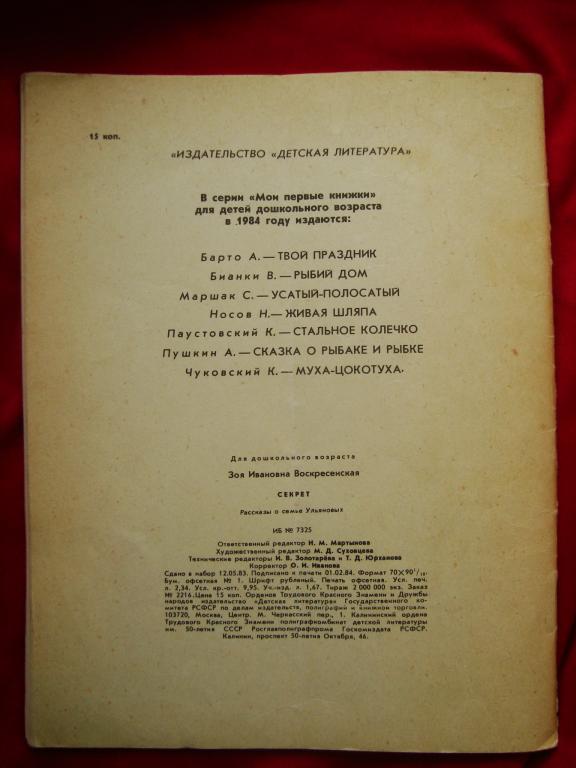 15 коп.
«ИЗДАТЕЛЬСТВО «ДЕТСКАЯ ЛИТЕРАТУРА»
В серии «Мои первые книжки»
для детей дошкольного возраста
в 1984 году издаются:
Барто А. — ТВОЙ ПРАЗДНИК
Бианки В. — РЫБИЙ ДОМ
Маршак С. — УСАТЫЙ-ПОЛОСАТЫЙ
Носов Н. — ЖИВАЯ ШЛЯПА
Паустовский К. — СТАЛЬНОЕ КОЛЕЧКО
Пушкин А. — СКАЗКА О РЫБАКЕ И РЫБКЕ
Чуковский К. — МУХА-ЦОКОТУХА.
Для дошкольного возраста
Зоя Ивановна Воскресенская
СЕКРЕТ
Рассказы о семье Ульяновых
ИБ № 7325
Ответственный редактор Н. М. Мартынова
Художественный редактор М. Д. Суховцева
Технические редакторы И. В. Золотарёва и Т. Д. Юрханова
Корректор О. И. Иванова
Сдано в набор 12.05.83. Подписано к печати 01.02.84. Формат 70×90¹/₁₆.
Бум. офсетная № 1. Шрифт рубленый. Печать офсетная. Усл. печ.
л. 2,34. Усл. кр.-отт. 9,95. Уч.-изд. л. 1,67. Тираж 2 000 000 экз. Заказ
№ 2216. Цена 15 коп. Орденов Трудового Красного Знамени и Дружбы
народов издательство «Детская литература» Государственного ко-
митета РСФСР по делам издательств, полиграфии и книжной торговли.
103720, Москва, Центр, М. Черкасский пер., 1. Калининский ордена
Трудового Красного Знамени полиграфкомбинат детской литературы
им. 50-летия СССР Росглавполиграфпрома Госкомиздата РСФСР.
Калинин, проспект 50-летия Октября, 46.